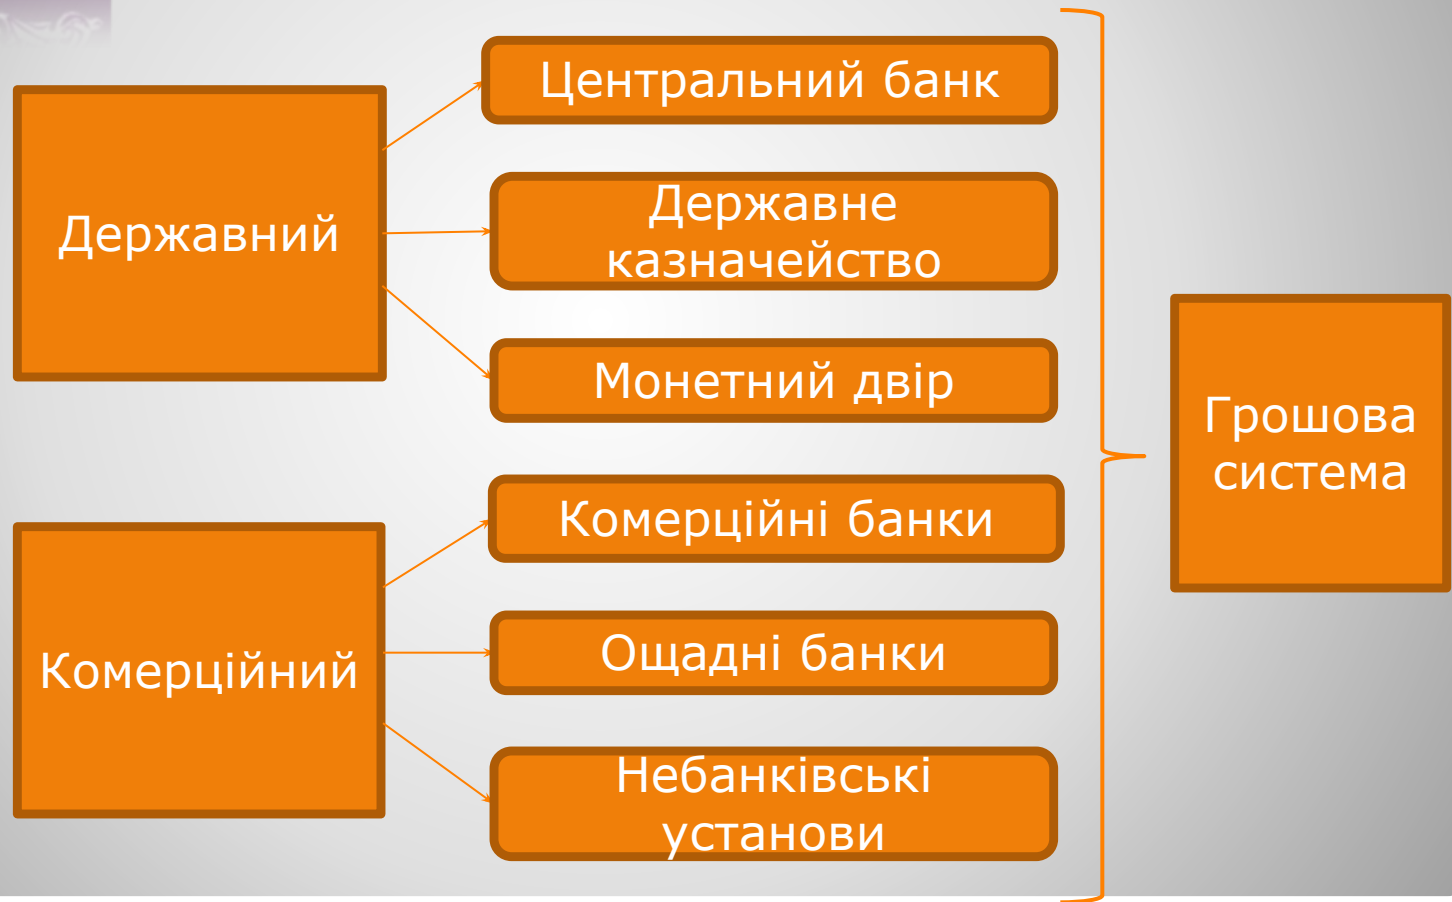 Державний
Центральний банк
Державне
казначейство
Монетний двір
Комерційний
Комерційні банки
Ощадні банки
Небанківські
установи
Грошова
система